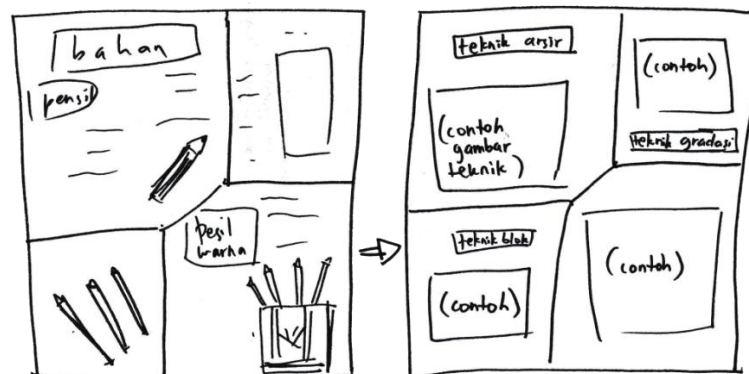 bahan
pensil
Pesil
warna
teknik arsir
(contoh
gambar
teknik)
(contoh)
teknik gradasi
teknik blok
(contoh)
(contoh)